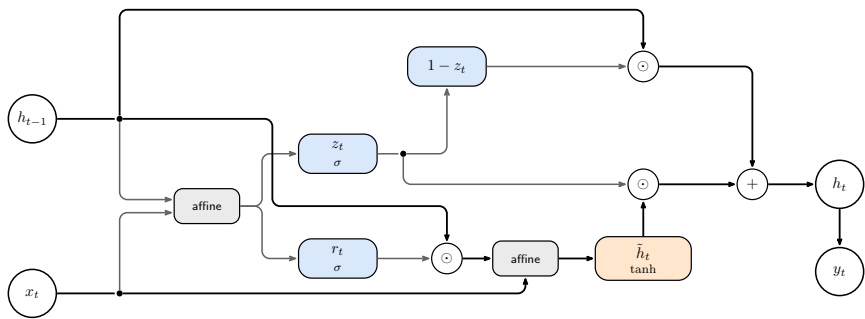 1 − z_t
⊙
h_{t−1}
z_t
σ
h_t
⊙
+
affine
r_t
σ
⊙
affine
h̃_t
tanh
y_t
x_t